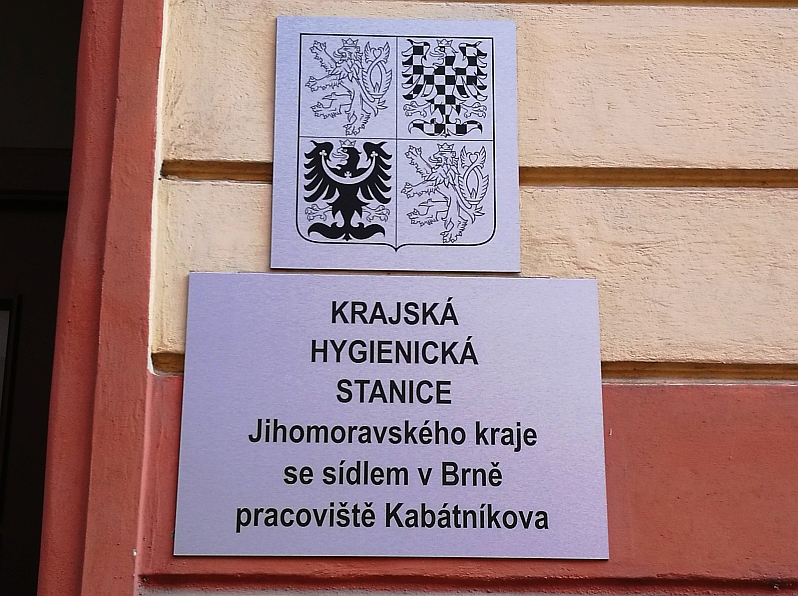 KRAJSKÁ
HYGIENICKÁ
STANICE
Jihomoravského kraje
se sídlem v Brně
pracoviště Kabátníkova